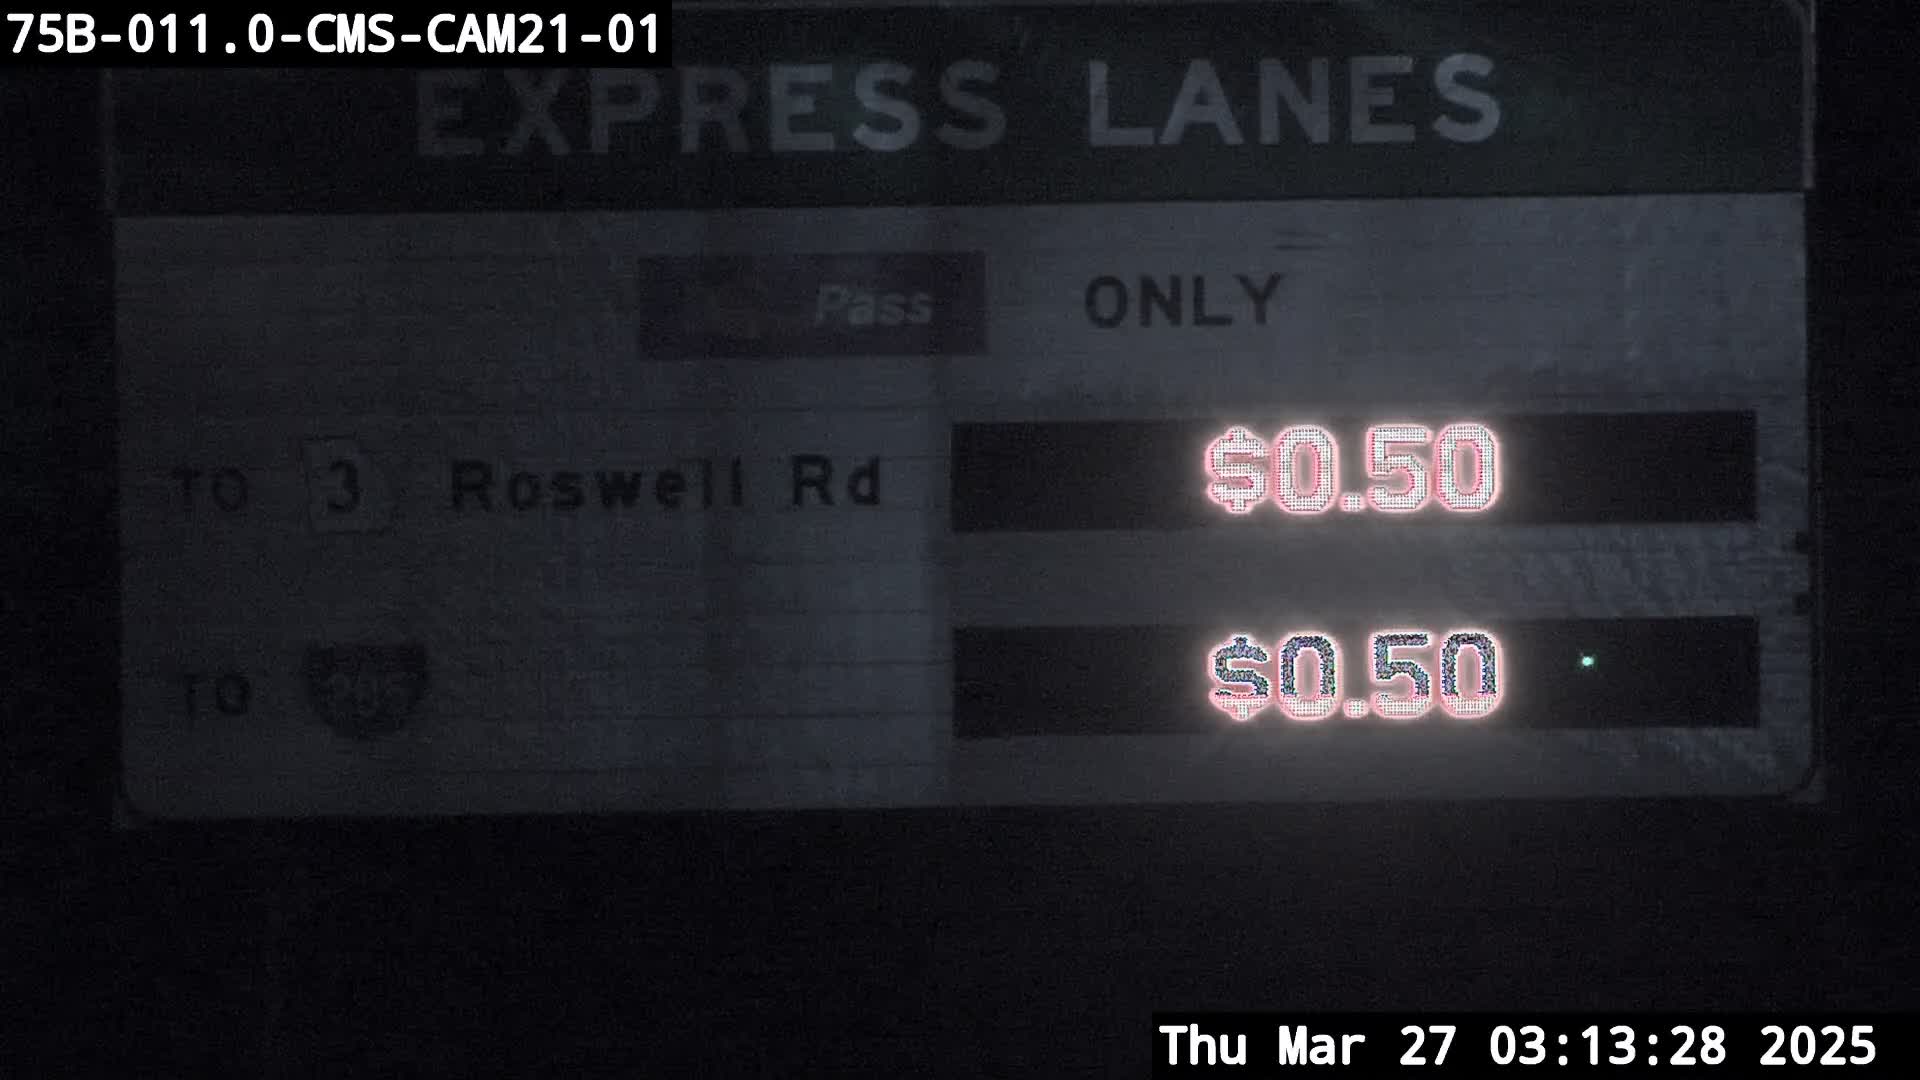 75B-011.0-CMS-CAM21-01
EXPRESS LANES
Pass ONLY
TO 3 Roswell Rd $0.50
TO $0.50
Thu Mar 27 03:13:28 2025